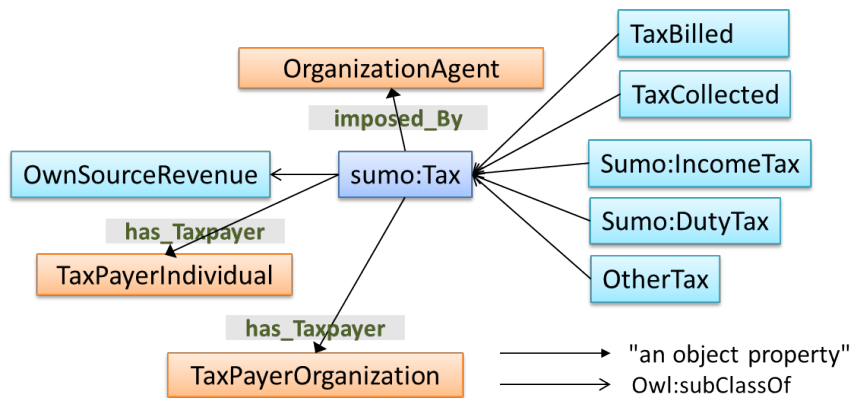 TaxBilled
OrganizationAgent
TaxCollected
imposed_By
Sumo:IncomeTax
OwnSourceRevenue
sumo:Tax
Sumo:DutyTax
has_Taxpayer
TaxPayerIndividual
OtherTax
has_Taxpayer
"an object property"
TaxPayerOrganization
Owl:subClassOf